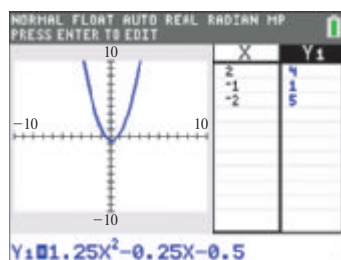 NORMAL FLOAT AUTO REAL RADIAN MP
PRESS ENTER TO EDIT
10
−10 10
−10
X Y1
2 4
-1 1
-2 5
Y1=1.25X²-0.25X-0.5